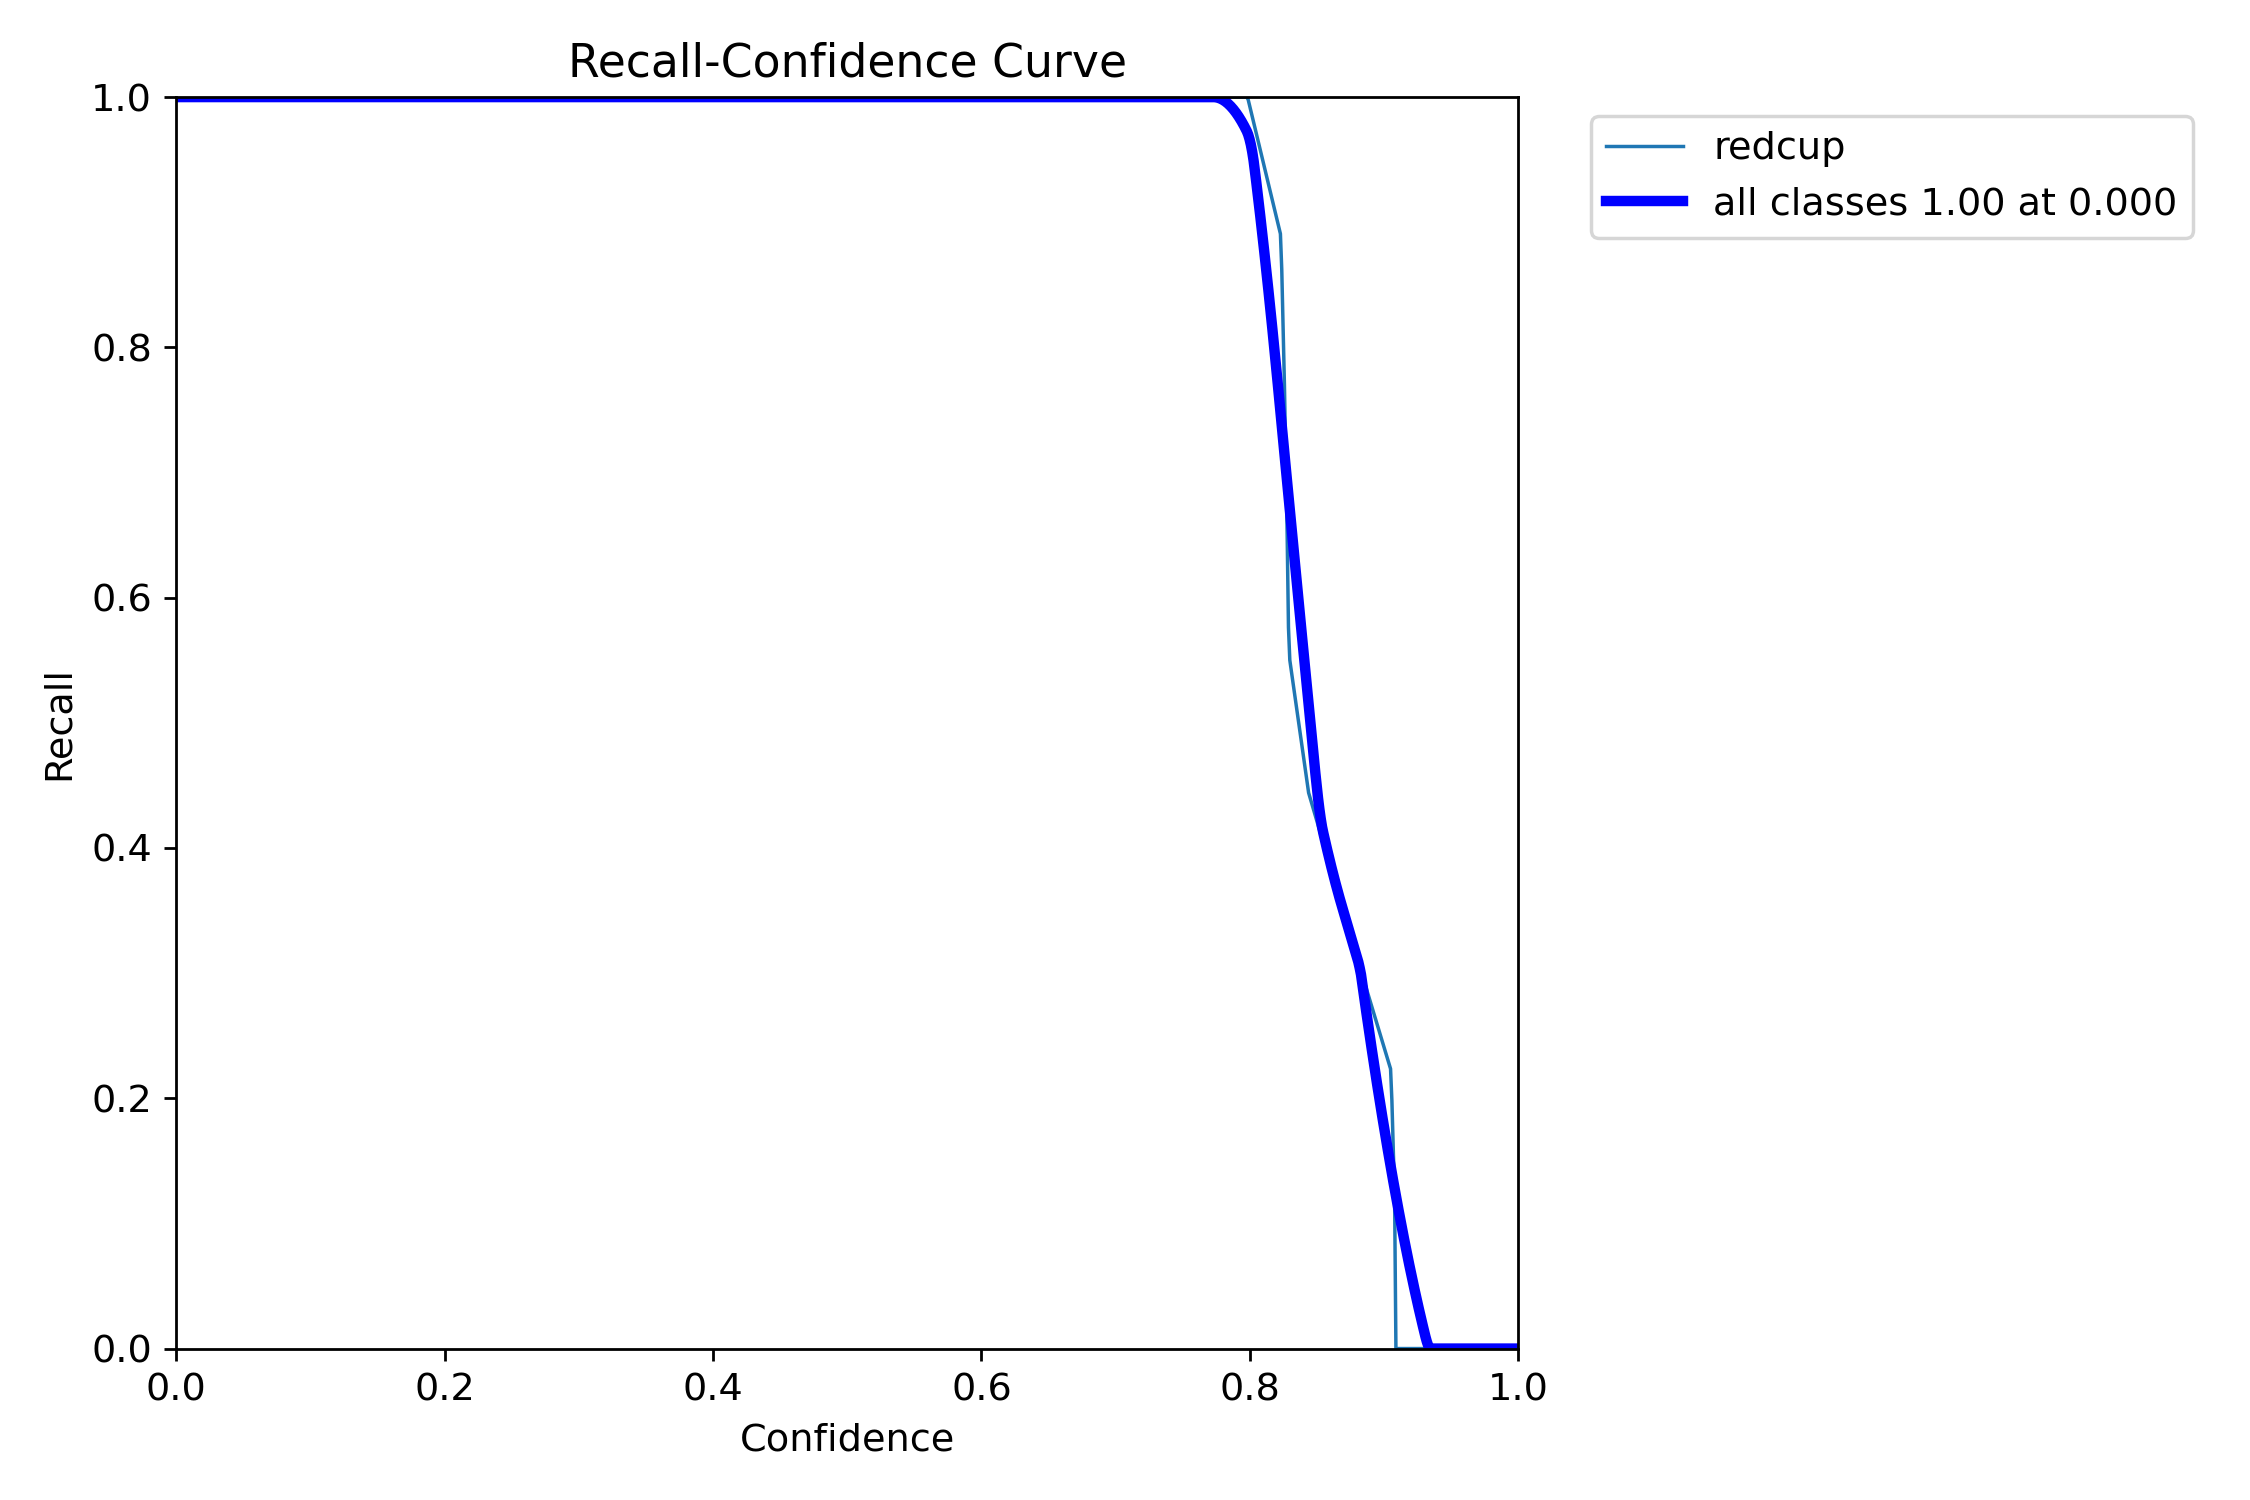 Recall-Confidence Curve
1.0
0.8
0.6
0.4
0.2
0.0
Recall
0.0 0.2 0.4 0.6 0.8 1.0
Confidence
redcup
all classes 1.00 at 0.000